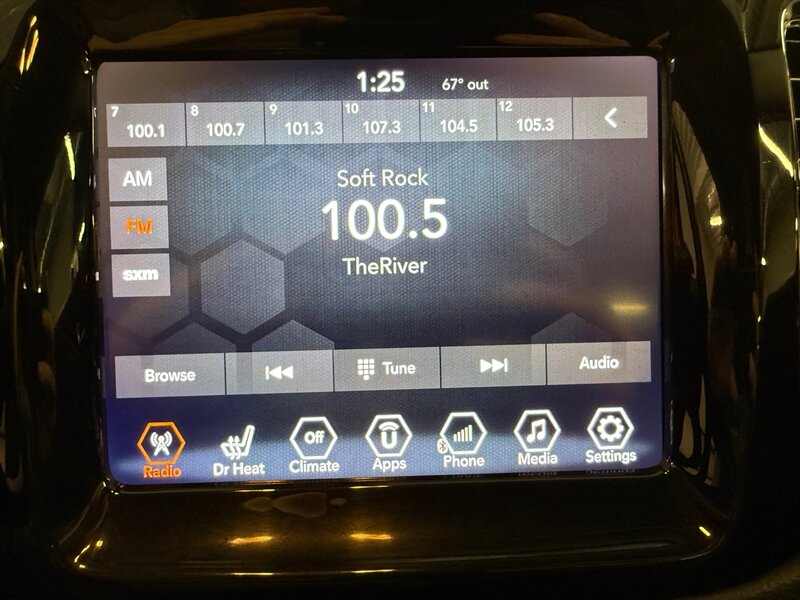 1:25 67° out
7 8 9 10 11 12
100.1 100.7 101.3 107.3 104.5 105.3
AM
Soft Rock
FM
100.5
sxm
TheRiver
Browse Tune Audio
Off U
Radio Dr Heat Climate Apps Phone Media Settings